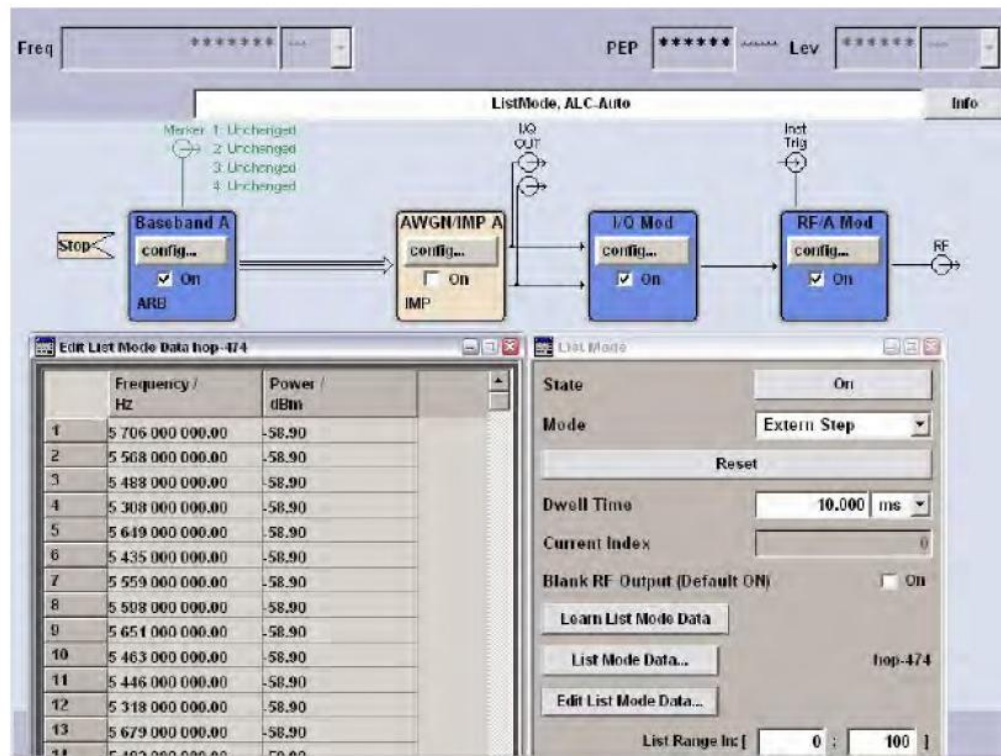 Freq ******* --- PEP ****** ----- Lev ****** ---
ListMode, ALC-Auto Info
Marker 1: Unchanged
2: Unchanged
3: Unchanged
4: Unchanged
I/Q OUT
Inst Trig
Stop
Baseband A
config...
On
ARB
AWGN/IMP A
config...
On
IMP
I/Q Mod
config...
On
RF/A Mod
config...
On
RF
Edit List Mode Data hop-474
Frequency / Hz Power / dBm
1 5 706 000 000.00 -58.90
2 5 568 000 000.00 -58.90
3 5 488 000 000.00 -58.90
4 5 308 000 000.00 -58.90
5 5 649 000 000.00 -58.90
6 5 435 000 000.00 -58.90
7 5 559 000 000.00 -58.90
8 5 598 000 000.00 -58.90
9 5 651 000 000.00 -58.90
10 5 463 000 000.00 -58.90
11 5 446 000 000.00 -58.90
12 5 318 000 000.00 -58.90
13 5 679 000 000.00 -58.90
List Mode
State On
Mode Extern Step
Reset
Dwell Time 10.000 ms
Current Index 0
Blank RF Output (Default ON) On
Learn List Mode Data
List Mode Data... hop-474
Edit List Mode Data...
List Range In: [ 0 : 100 ]